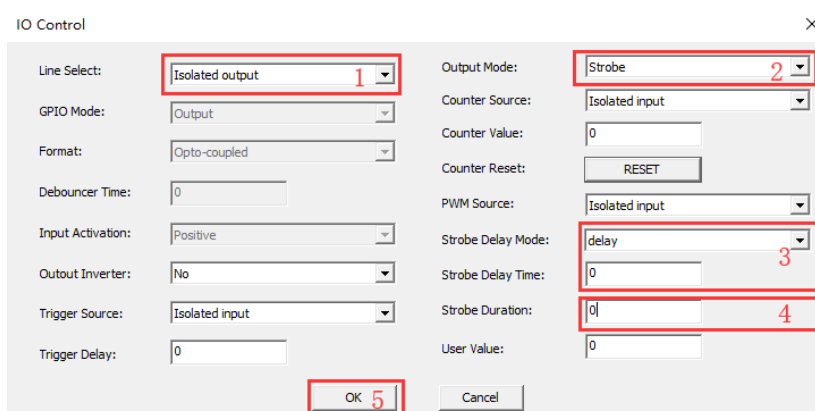 IO Control
Line Select:
Isolated output
1
GPIO Mode:
Output
Format:
Opto-coupled
Debouncer Time:
0
Input Activation:
Positive
Outout Inverter:
No
Trigger Source:
Isolated input
Trigger Delay:
0
Output Mode:
Strobe
2
Counter Source:
Isolated input
Counter Value:
0
Counter Reset:
RESET
PWM Source:
Isolated input
Strobe Delay Mode:
delay
3
Strobe Delay Time:
0
Strobe Duration:
0
4
User Value:
0
OK
5
Cancel